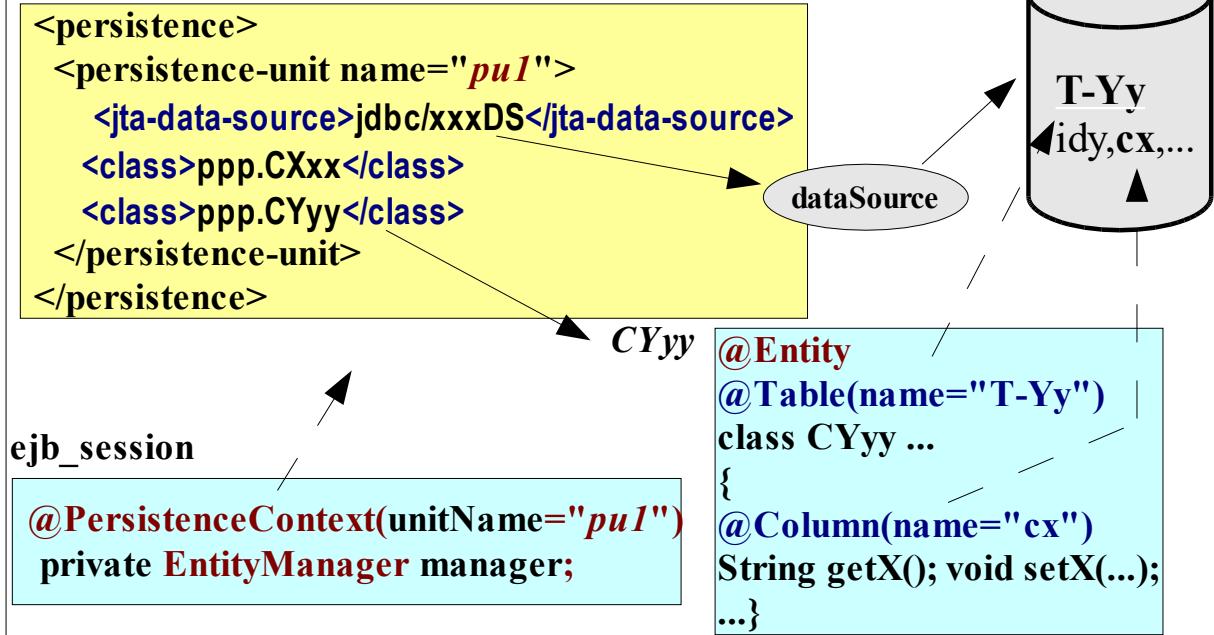 <persistence>
<persistence-unit name="pu1">
<jta-data-source>jdbc/xxxDS</jta-data-source>
<class>ppp.CXxx</class>
<class>ppp.CYyy</class>
</persistence-unit>
</persistence>
dataSource
T-Yy
idy,cx,...
CYyy
@Entity
@Table(name="T-Yy")
class CYyy ...
{
@Column(name="cx")
String getX(); void setX(...);
...}
ejb_session
@PersistenceContext(unitName="pu1")
private EntityManager manager;